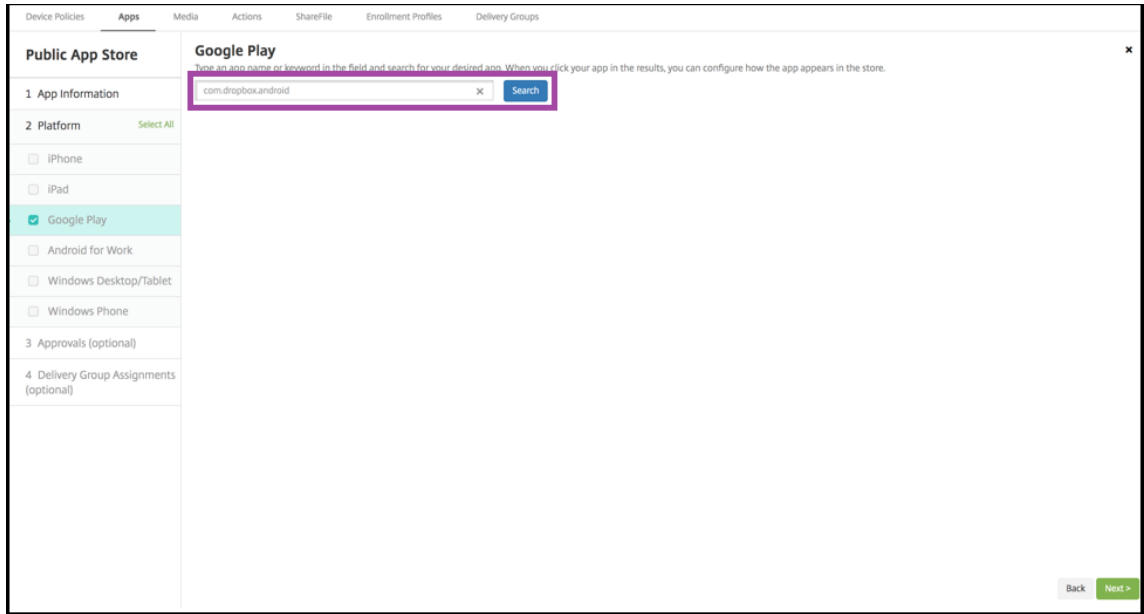 Device Policies Apps Media Actions ShareFile Enrollment Profiles Delivery Groups
Public App Store
1 App Information
2 Platform Select All
iPhone
iPad
Google Play
Android for Work
Windows Desktop/Tablet
Windows Phone
3 Approvals (optional)
4 Delivery Group Assignments
(optional)
Google Play
Type an app name or keyword in the field and search for your desired app. When you click your app in the results, you can configure how the app appears in the store.
com.dropbox.android Search
Back Next >